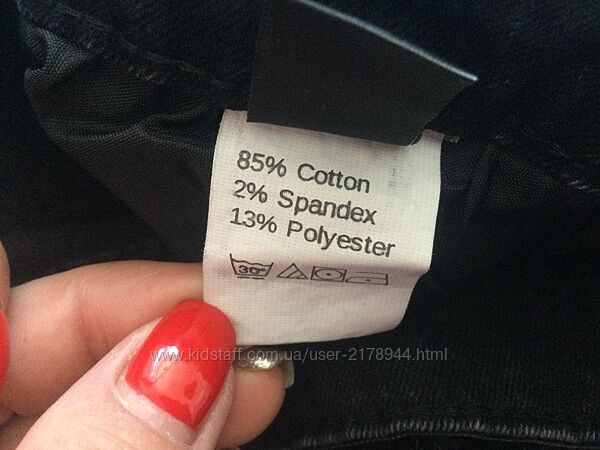 85% Cotton
2% Spandex
13% Polyester
30°
www.kidstaff.com.ua/user-2178944.html